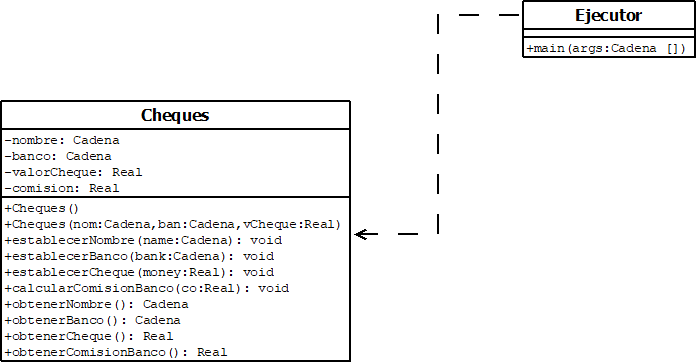 Ejecutor
+main(args:Cadena [])
Cheques
-nombre: Cadena
-banco: Cadena
-valorCheque: Real
-comision: Real
+Cheques()
+Cheques(nom:Cadena,ban:Cadena,vCheque:Real)
+establecerNombre(name:Cadena): void
+establecerBanco(bank:Cadena): void
+establecerCheque(money:Real): void
+calcularComisionBanco(co:Real): void
+obtenerNombre(): Cadena
+obtenerBanco(): Cadena
+obtenerCheque(): Real
+obtenerComisionBanco(): Real